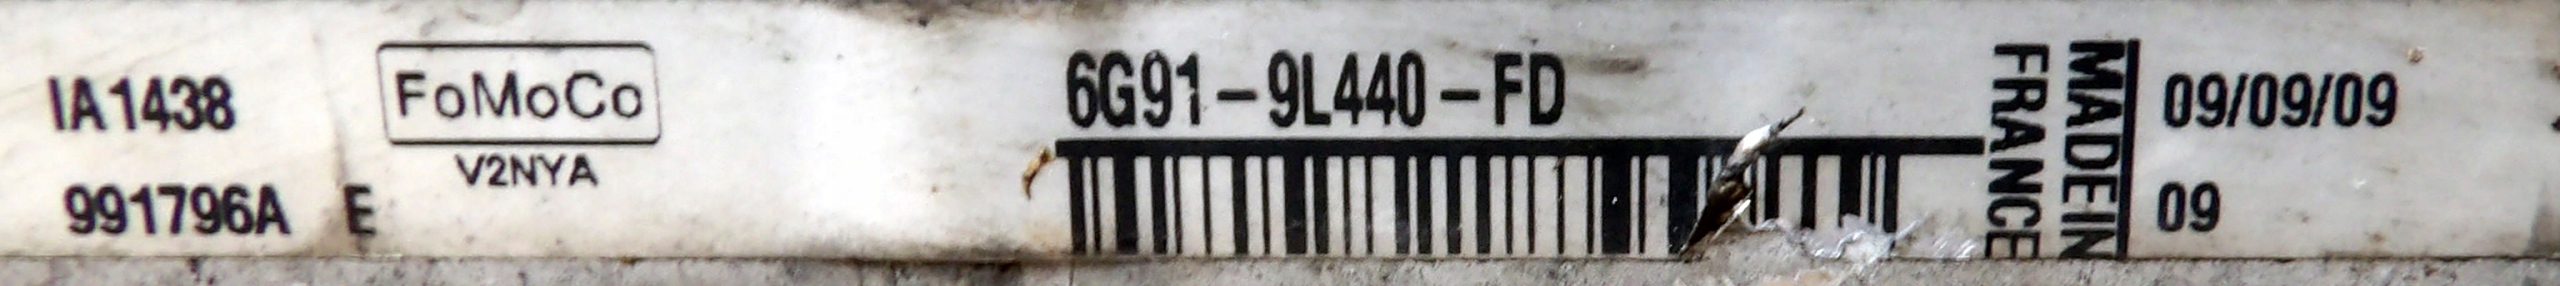 IA1438
991796A E
FoMoCo
V2NYA
6G91-9L440-FD
MADE IN
FRANCE
09/09/09
09